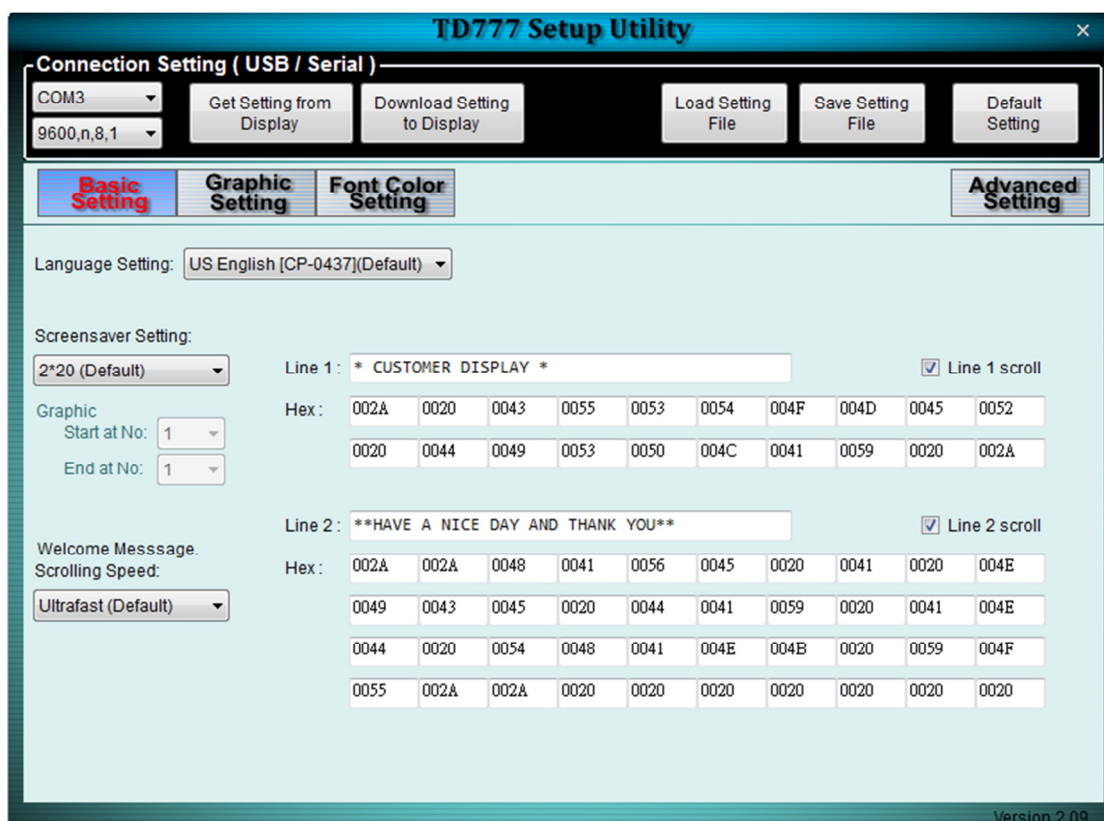 TD777 Setup Utility ×
Connection Setting ( USB / Serial )
COM3
9600,n,8,1
Get Setting from
Display
Download Setting
to Display
Load Setting
File
Save Setting
File
Default
Setting
Basic
Setting
Graphic
Setting
Font Color
Setting
Advanced
Setting
Language Setting: US English [CP-0437](Default)
Screensaver Setting:
2*20 (Default)
Graphic
Start at No: 1
End at No: 1
Welcome Messsage.
Scrolling Speed:
Ultrafast (Default)
Line 1 : * CUSTOMER DISPLAY * Line 1 scroll
Hex : 002A 0020 0043 0055 0053 0054 004F 004D 0045 0052
0020 0044 0049 0053 0050 004C 0041 0059 0020 002A
Line 2 : **HAVE A NICE DAY AND THANK YOU** Line 2 scroll
Hex : 002A 002A 0048 0041 0056 0045 0020 0041 0020 004E
0049 0043 0045 0020 0044 0041 0059 0020 0041 004E
0044 0020 0054 0048 0041 004E 004B 0020 0059 004F
0055 002A 002A 0020 0020 0020 0020 0020 0020 0020
Version 2.09